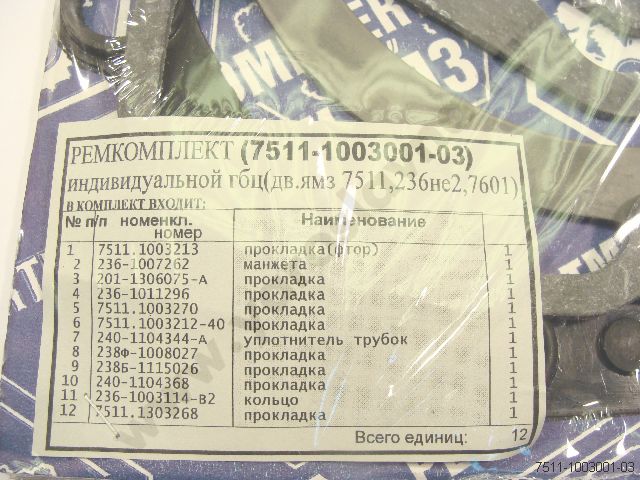 РЕМКОМПЛЕКТ (7511-1003001-03)
индивидуальной гбц(дв.ямз 7511,236не2,7601)
В КОМПЛЕКТ ВХОДИТ:
№ п/п номенкл. номер Наименование
1 7511.1003213 прокладка(фтор) 1
2 236-1007262 манжета 1
3 201-1306075-А прокладка 1
4 236-1011296 прокладка 1
5 7511.1003270 прокладка 1
6 7511.1003212-40 прокладка 1
7 240-1104344-А уплотнитель трубок 1
8 238Ф-1008027 прокладка 1
9 238Б-1115026 прокладка 1
10 240-1104368 прокладка 1
11 236-1003114-В2 кольцо 1
12 7511.1303268 прокладка 1
Всего единиц: 12
7511-1003001-03